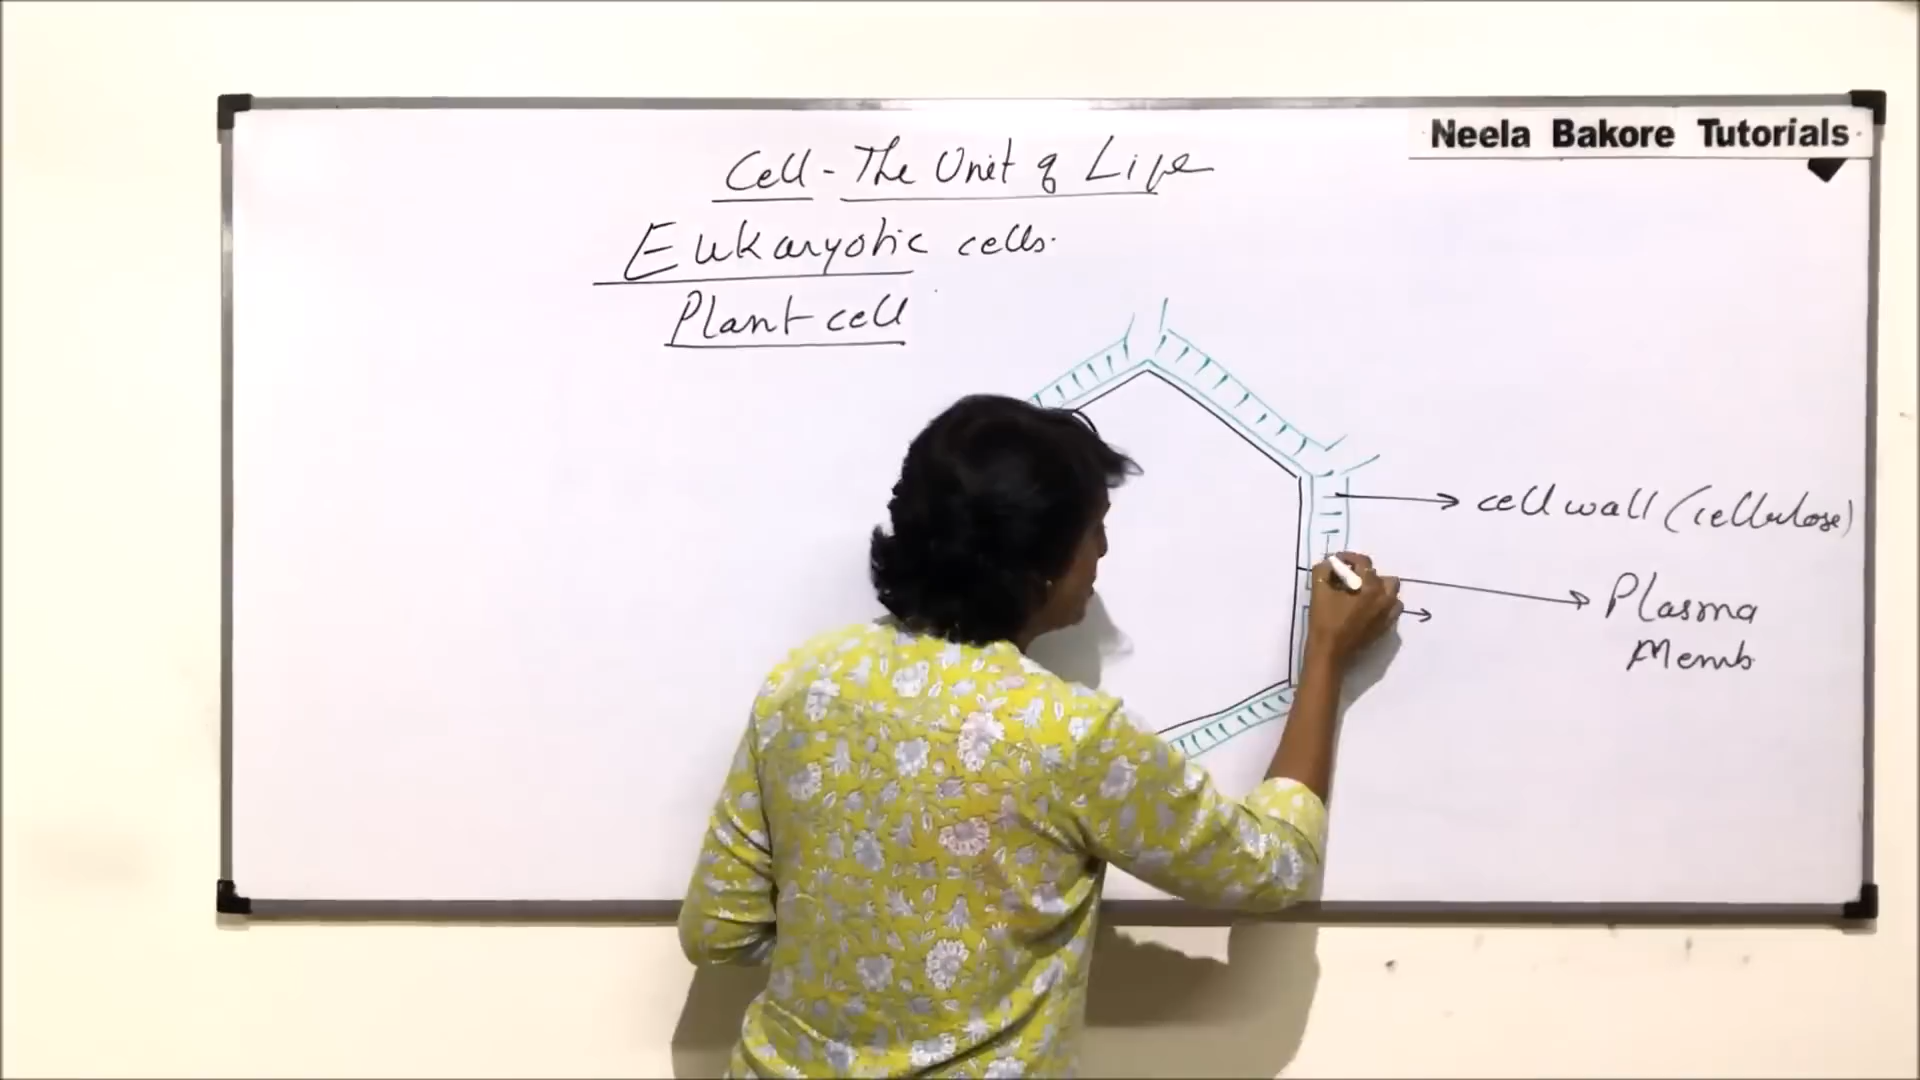 Neela Bakore Tutorials
Cell - The Unit of Life
Eukaryotic cells.
Plant cell
cell wall (cellulose)
Plasma
Memb